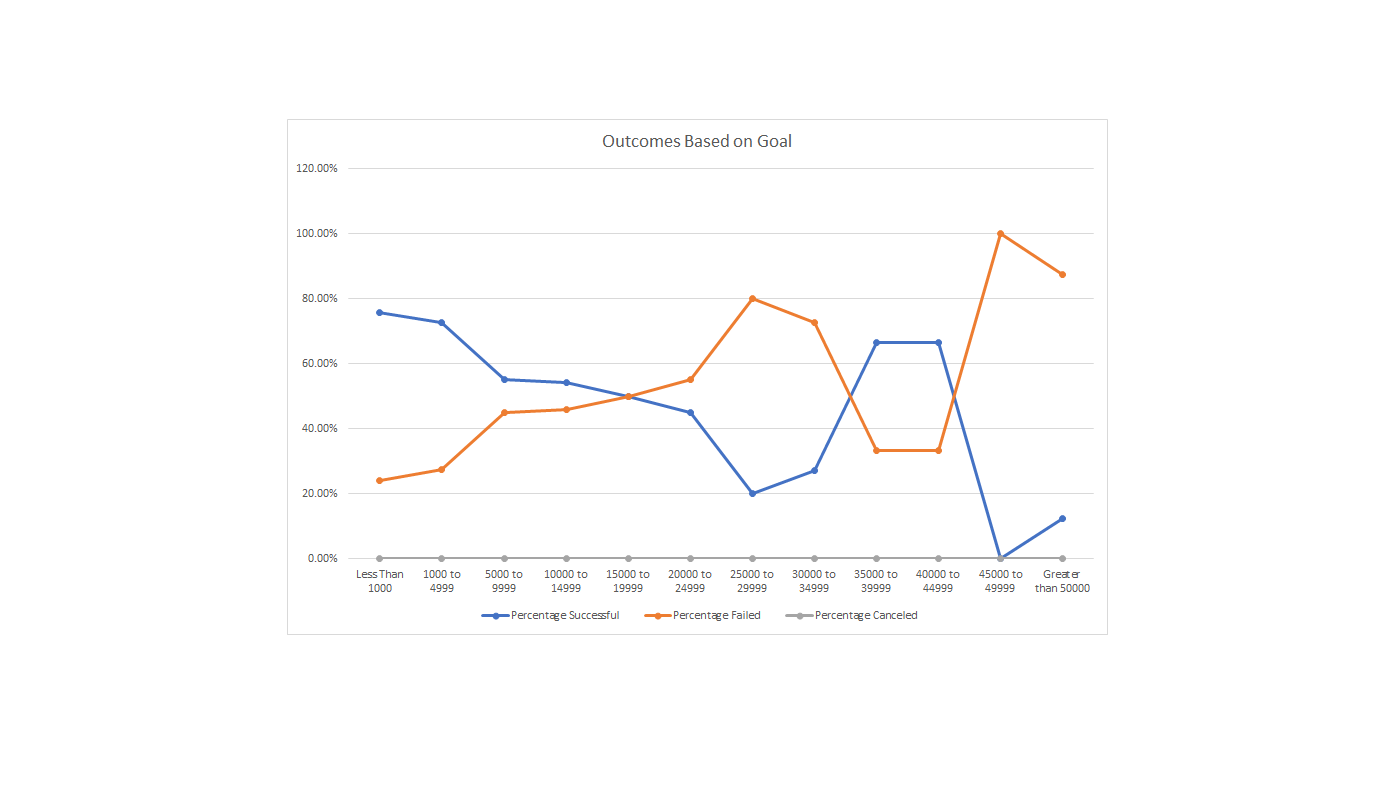 Outcomes Based on Goal
120.00%
100.00%
80.00%
60.00%
40.00%
20.00%
0.00%
Less Than 1000 to 5000 to 10000 to 15000 to 20000 to 25000 to 30000 to 35000 to 40000 to 45000 to Greater
1000 4999 9999 14999 19999 24999 29999 34999 39999 44999 49999 than 50000
Percentage Successful Percentage Failed Percentage Canceled